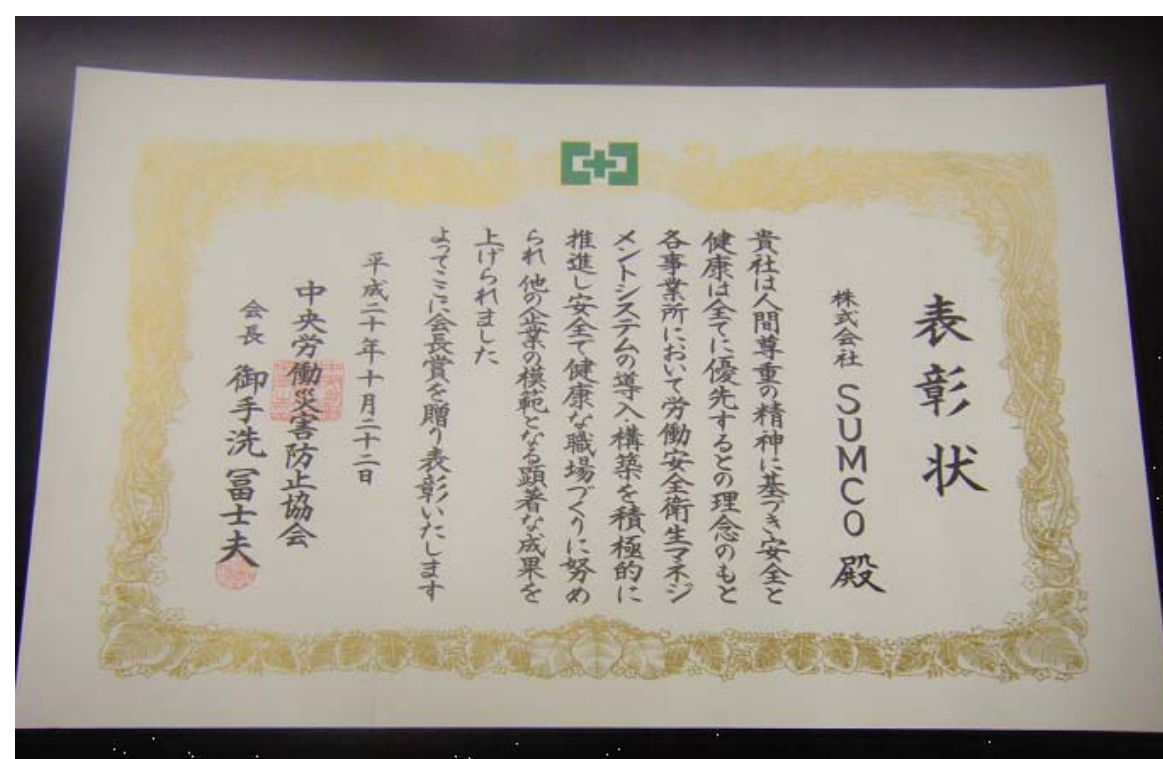 表彰状
株式会社 SUMCO 殿
貴社は人間尊重の精神に基づき安全と
健康は全てに優先するとの理念のもと
各事業所において労働安全衛生マネジ
メントシステムの導入・構築を積極的に
推進し安全で健康な職場づくりに努め
られ他の企業の模範となる顕著な成果を
上げられました
よってここに会長賞を贈り表彰いたします
平成二十年十月二十二日
中央労働災害防止協会
会長 御手洗冨士夫